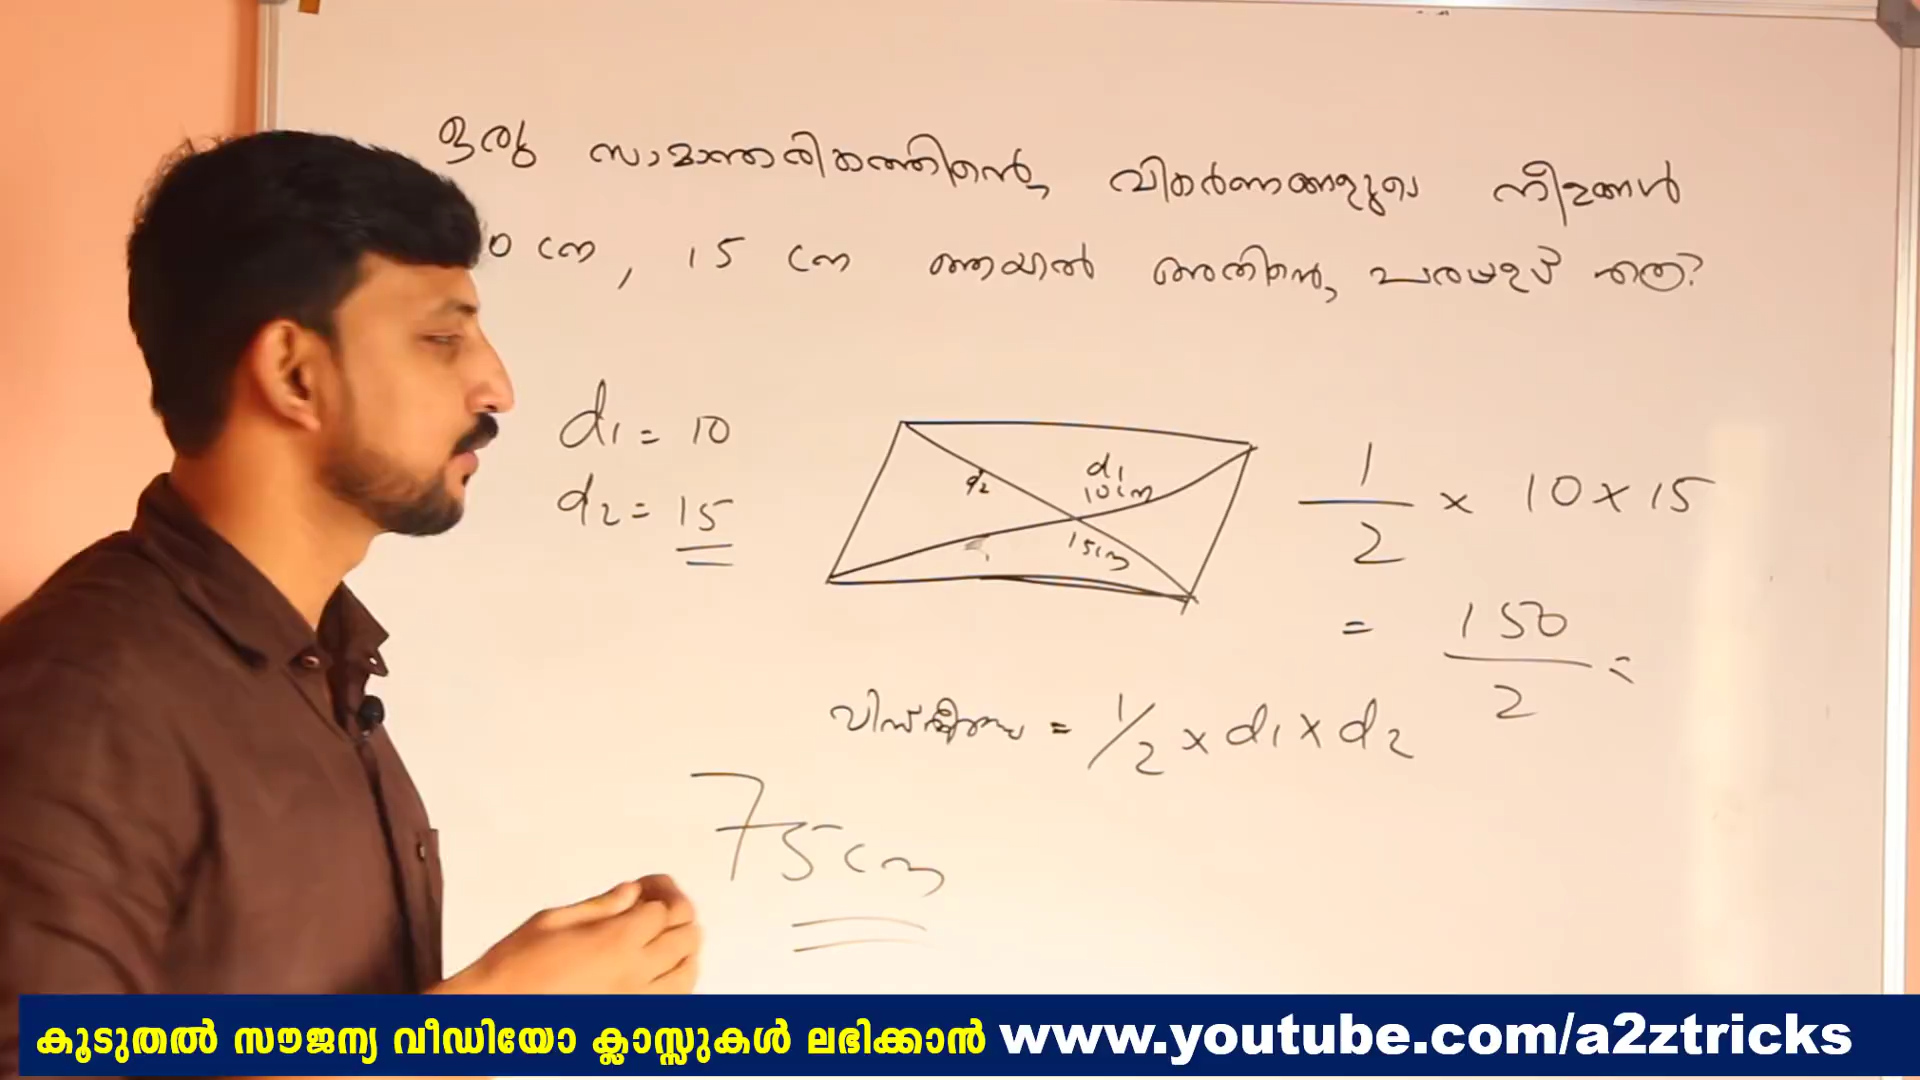 ഒരു സാമാന്തരികത്തിന്റെ വികർണങ്ങളുടെ നീളങ്ങൾ
0 cm, 15 cm ആയാൽ അതിന്റെ പരപ്പളവ് എത്ര?
d1 = 10
d2 = 15
d2
d1
10cm
15cm
1/2 × 10 × 15
= 150/2 =
= 1/2 × d1 × d2
75cm
കൂടുതൽ സൗജന്യ വീഡിയോ ക്ലാസ്സുകൾ ലഭിക്കാൻ www.youtube.com/a2ztricks